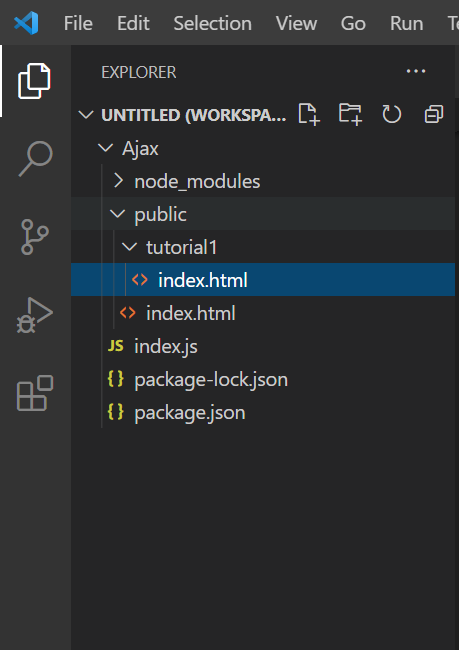 File Edit Selection View Go Run
EXPLORER
UNTITLED (WORKSPA...
Ajax
node_modules
public
tutorial1
<> index.html
<> index.html
JS index.js
{} package-lock.json
{} package.json